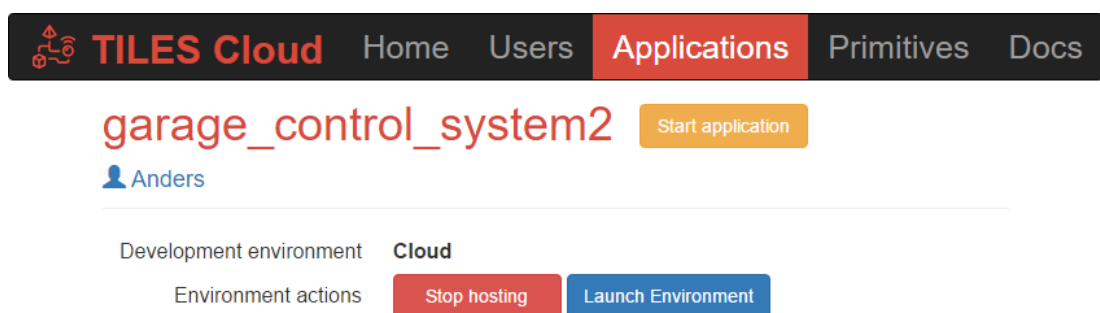 TILES Cloud Home Users Applications Primitives Docs
garage_control_system2 Start application
Anders
Development environment Cloud
Environment actions Stop hosting Launch Environment